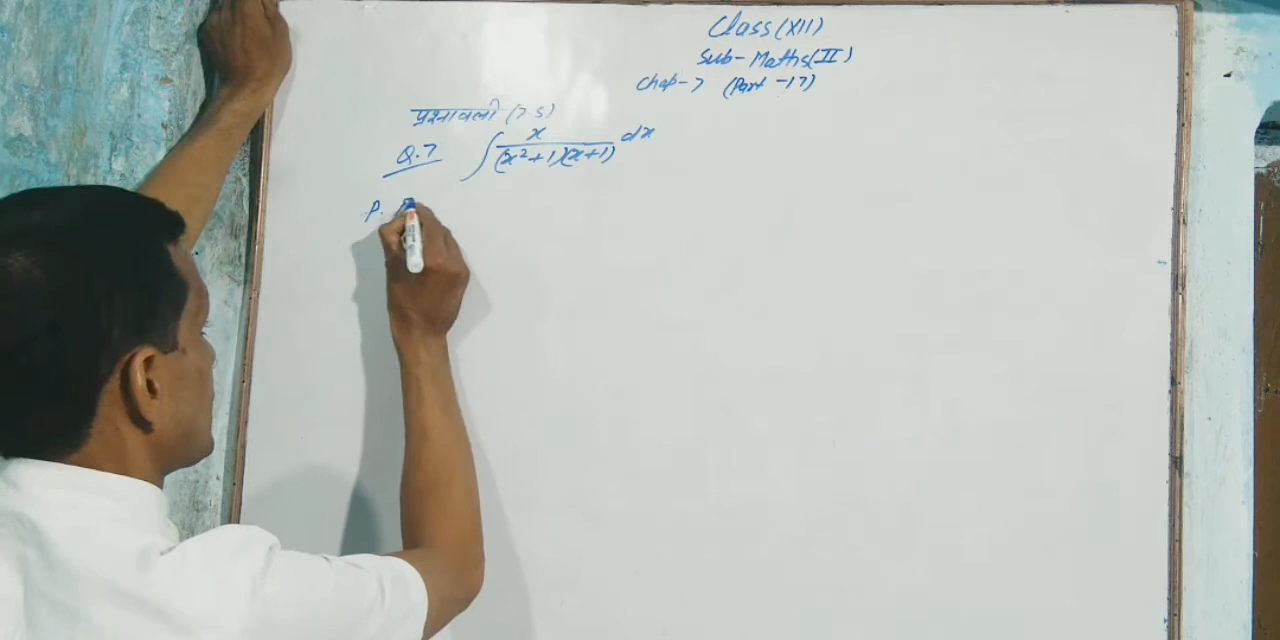 Class (XII)
Sub- Maths (II)
Chap-7 (Part -17)
प्रश्नावली (7.5)
Q.7 ∫ x/((x²+1)(x+1)) dx
P.